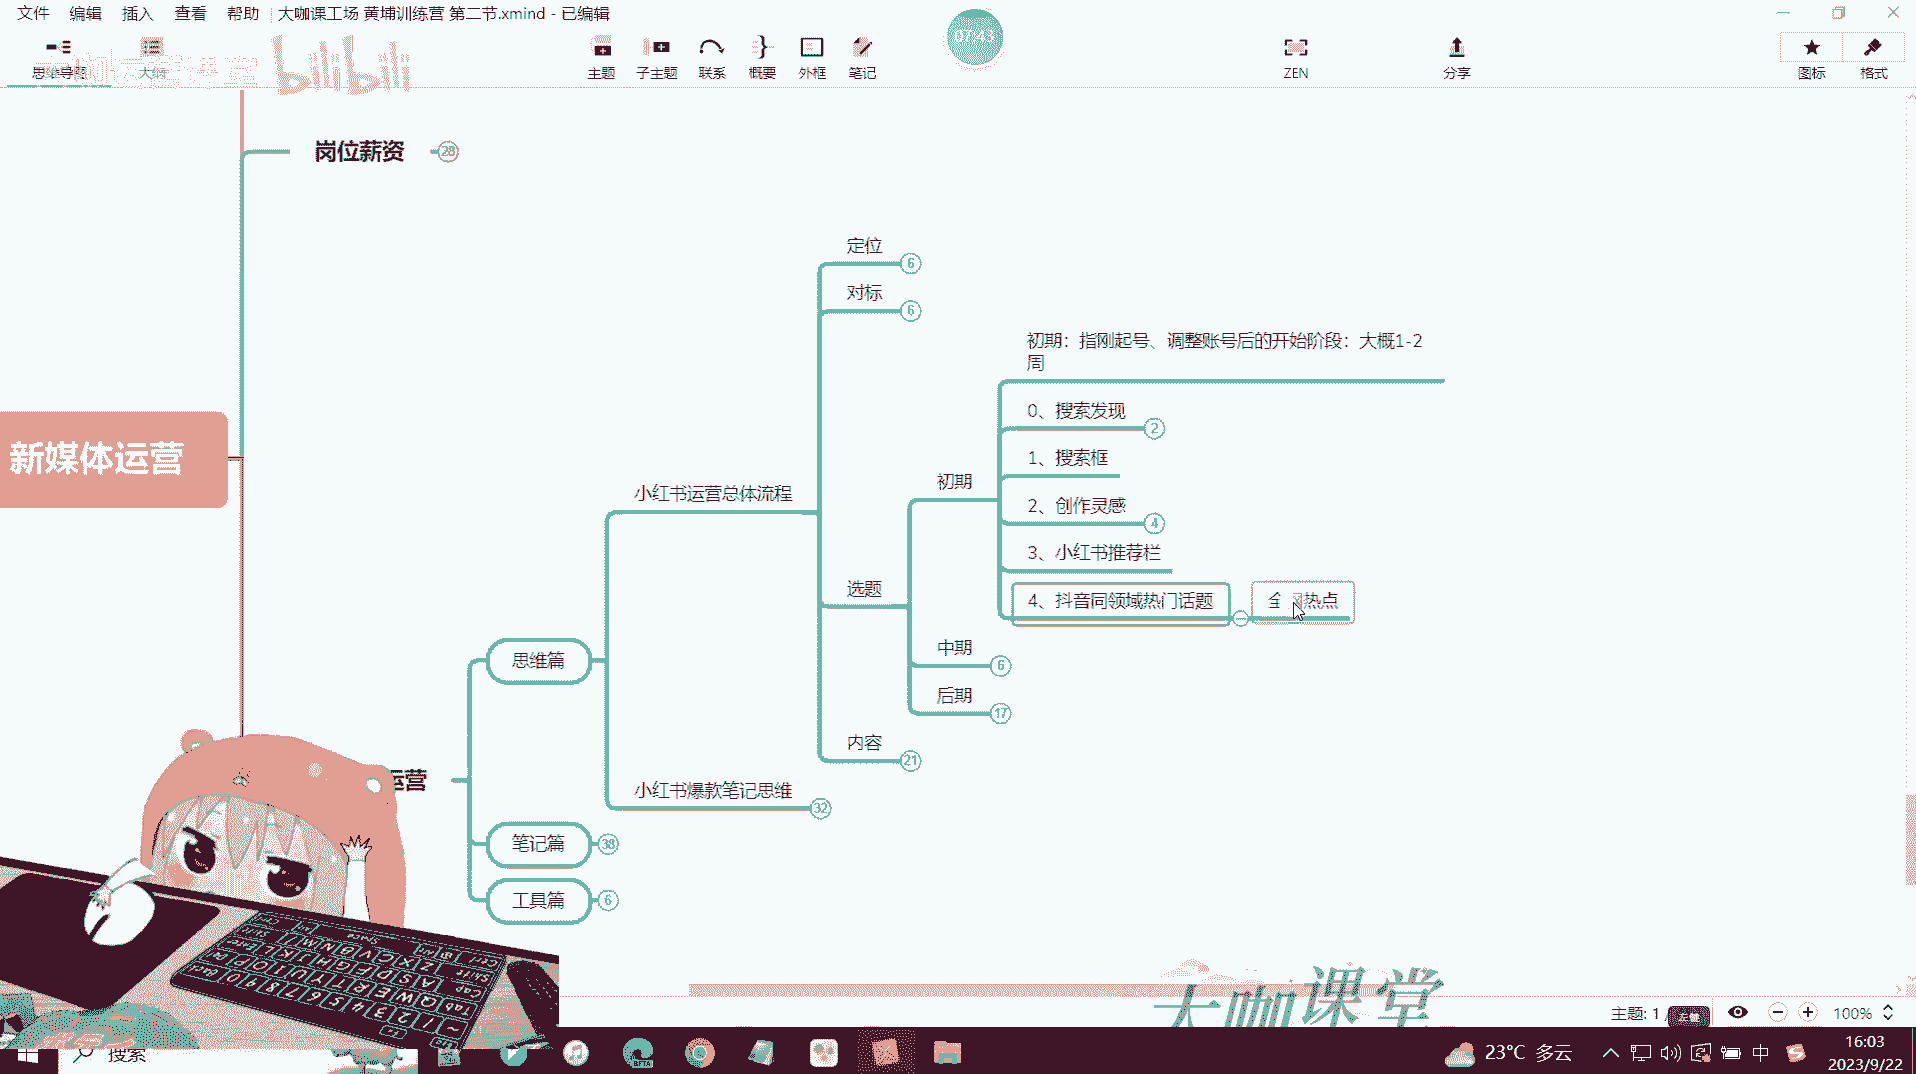 文件 编辑 插入 查看 帮助 大咖课工场 黄埔训练营 第二节.xmind - 已编辑
07:43
思维导图 大纲 主题 子主题 联系 概要 外框 笔记 ZEN 分享 图标 格式
bilibili
岗位薪资 28
定位 6
对标 6
初期：指刚起号、调整账号后的开始阶段：大概1-2
周
0、搜索发现 2
1、搜索框
初期
新媒体运营
小红书运营总体流程
2、创作灵感 4
3、小红书推荐栏
选题
4、抖音同领域热门话题
热点
中期 6
思维篇
后期 17
内容 21
运营
小红书爆款笔记思维 32
笔记篇 38
工具篇 6
大咖课堂
主题: 1
100%
搜索
BETA
23°C 多云
中
16:03
2023/9/22